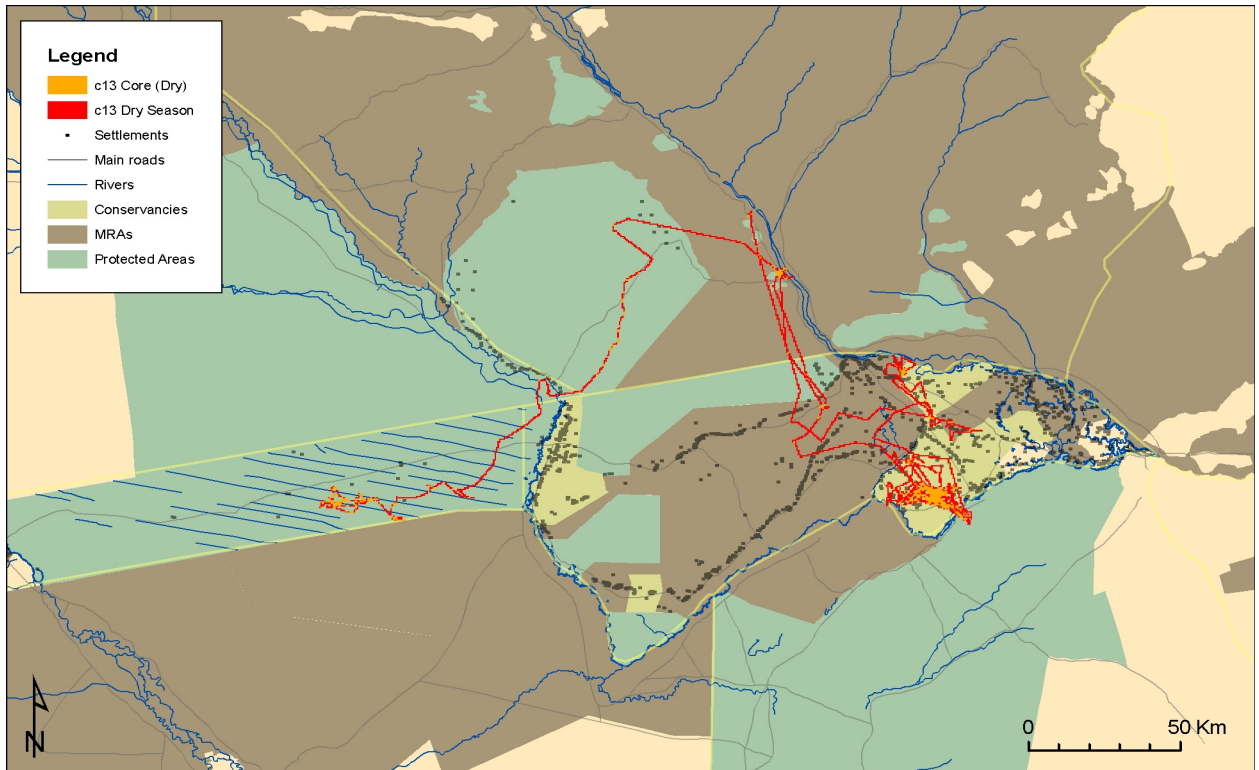 Legend
c13 Core (Dry)
c13 Dry Season
Settlements
Main roads
Rivers
Conservancies
MRAs
Protected Areas
N
0 50 Km